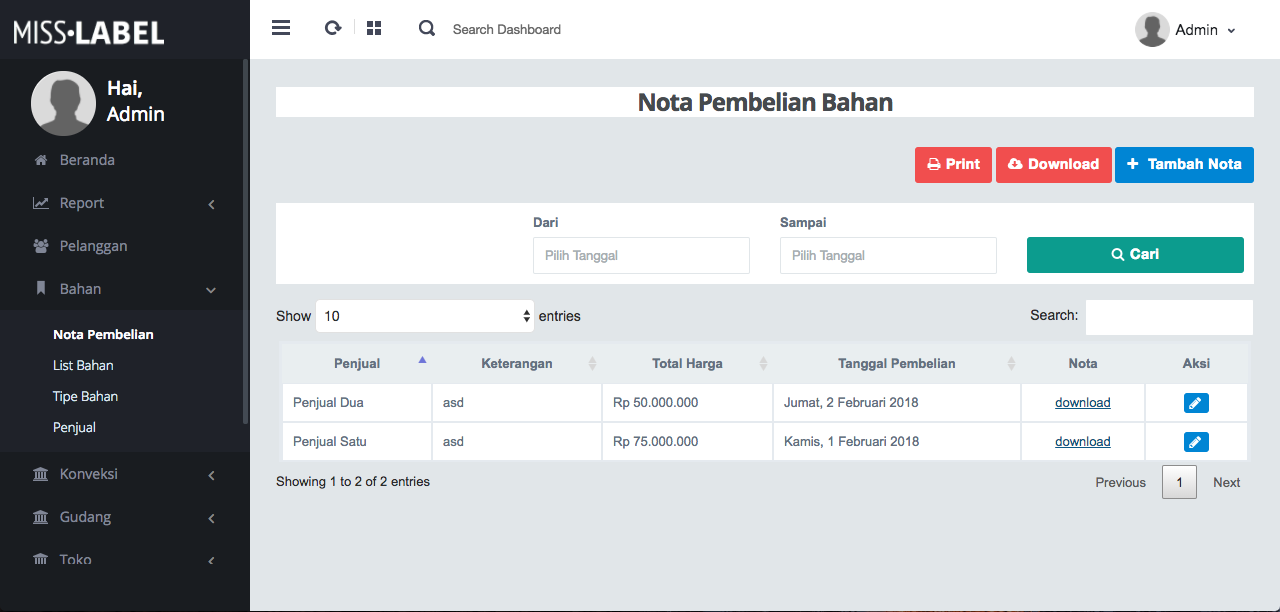 MISS•LABEL
Search Dashboard
Admin
Hai,
Admin
Beranda
Report
Pelanggan
Bahan
Nota Pembelian
List Bahan
Tipe Bahan
Penjual
Konveksi
Gudang
Toko
Nota Pembelian Bahan
Print Download Tambah Nota
Dari Sampai
Pilih Tanggal Pilih Tanggal Cari
Show 10 entries Search:
Penjual Keterangan Total Harga Tanggal Pembelian Nota Aksi
Penjual Dua asd Rp 50.000.000 Jumat, 2 Februari 2018 download
Penjual Satu asd Rp 75.000.000 Kamis, 1 Februari 2018 download
Showing 1 to 2 of 2 entries Previous 1 Next